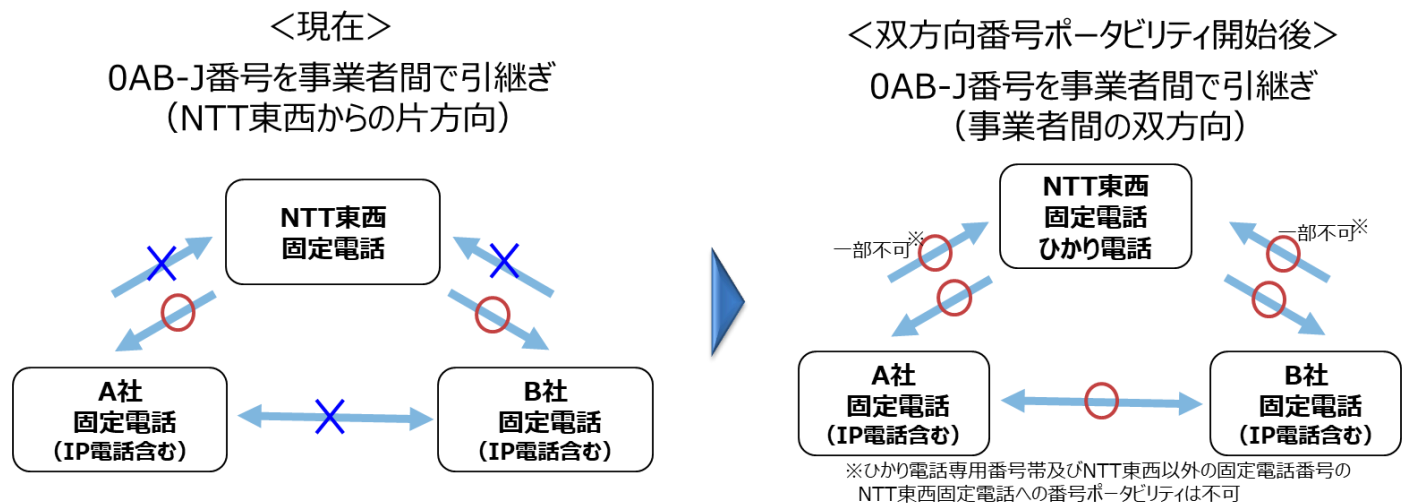 ＜現在＞
0AB-J番号を事業者間で引継ぎ
（NTT東西からの片方向）
NTT東西
固定電話
A社
固定電話
（IP電話含む）
B社
固定電話
（IP電話含む）
＜双方向番号ポータビリティ開始後＞
0AB-J番号を事業者間で引継ぎ
（事業者間の双方向）
NTT東西
固定電話
ひかり電話
一部不可※
一部不可※
A社
固定電話
（IP電話含む）
B社
固定電話
（IP電話含む）
※ひかり電話専用番号帯及びNTT東西以外の固定電話番号の
NTT東西固定電話への番号ポータビリティは不可